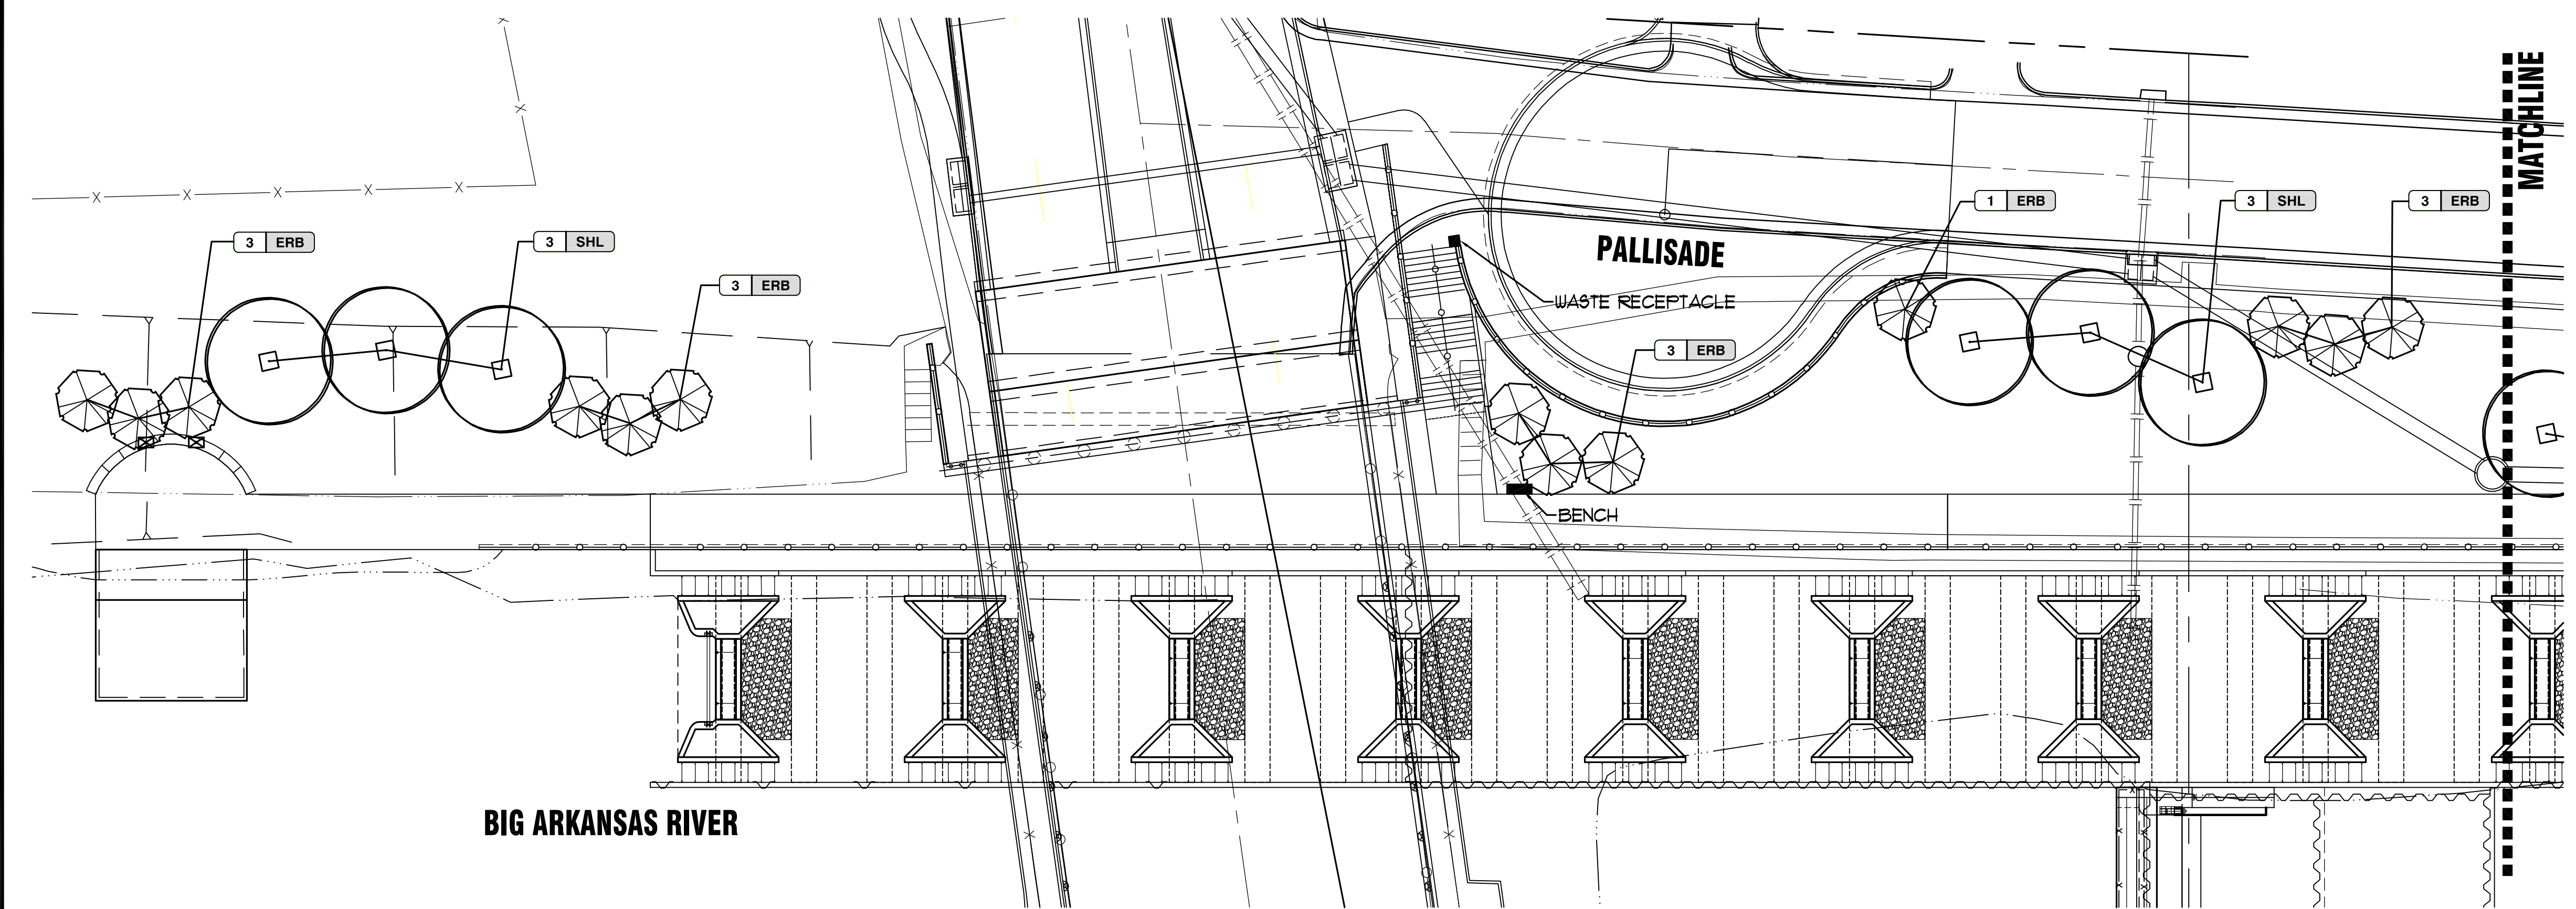 MATCHLINE
1 ERB
3 SHL
3 ERB
3 ERB
3 SHL
3 ERB
PALLISADE
WASTE RECEPTACLE
3 ERB
BENCH
BIG ARKANSAS RIVER